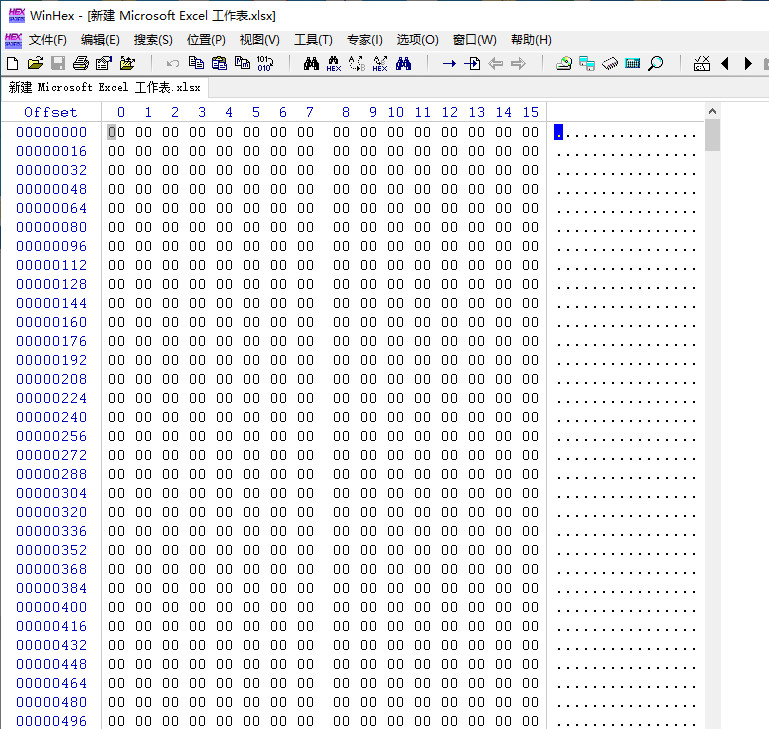 WinHex - [新建 Microsoft Excel 工作表.xlsx]
文件(F) 编辑(E) 搜索(S) 位置(P) 视图(V) 工具(T) 专家(I) 选项(O) 窗口(W) 帮助(H)
新建 Microsoft Excel 工作表.xlsx
Offset 0 1 2 3 4 5 6 7 8 9 10 11 12 13 14 15
00000000 00 00 00 00 00 00 00 00 00 00 00 00 00 00 00 00 ................
00000016 00 00 00 00 00 00 00 00 00 00 00 00 00 00 00 00 ................
00000032 00 00 00 00 00 00 00 00 00 00 00 00 00 00 00 00 ................
00000048 00 00 00 00 00 00 00 00 00 00 00 00 00 00 00 00 ................
00000064 00 00 00 00 00 00 00 00 00 00 00 00 00 00 00 00 ................
00000080 00 00 00 00 00 00 00 00 00 00 00 00 00 00 00 00 ................
00000096 00 00 00 00 00 00 00 00 00 00 00 00 00 00 00 00 ................
00000112 00 00 00 00 00 00 00 00 00 00 00 00 00 00 00 00 ................
00000128 00 00 00 00 00 00 00 00 00 00 00 00 00 00 00 00 ................
00000144 00 00 00 00 00 00 00 00 00 00 00 00 00 00 00 00 ................
00000160 00 00 00 00 00 00 00 00 00 00 00 00 00 00 00 00 ................
00000176 00 00 00 00 00 00 00 00 00 00 00 00 00 00 00 00 ................
00000192 00 00 00 00 00 00 00 00 00 00 00 00 00 00 00 00 ................
00000208 00 00 00 00 00 00 00 00 00 00 00 00 00 00 00 00 ................
00000224 00 00 00 00 00 00 00 00 00 00 00 00 00 00 00 00 ................
00000240 00 00 00 00 00 00 00 00 00 00 00 00 00 00 00 00 ................
00000256 00 00 00 00 00 00 00 00 00 00 00 00 00 00 00 00 ................
00000272 00 00 00 00 00 00 00 00 00 00 00 00 00 00 00 00 ................
00000288 00 00 00 00 00 00 00 00 00 00 00 00 00 00 00 00 ................
00000304 00 00 00 00 00 00 00 00 00 00 00 00 00 00 00 00 ................
00000320 00 00 00 00 00 00 00 00 00 00 00 00 00 00 00 00 ................
00000336 00 00 00 00 00 00 00 00 00 00 00 00 00 00 00 00 ................
00000352 00 00 00 00 00 00 00 00 00 00 00 00 00 00 00 00 ................
00000368 00 00 00 00 00 00 00 00 00 00 00 00 00 00 00 00 ................
00000384 00 00 00 00 00 00 00 00 00 00 00 00 00 00 00 00 ................
00000400 00 00 00 00 00 00 00 00 00 00 00 00 00 00 00 00 ................
00000416 00 00 00 00 00 00 00 00 00 00 00 00 00 00 00 00 ................
00000432 00 00 00 00 00 00 00 00 00 00 00 00 00 00 00 00 ................
00000448 00 00 00 00 00 00 00 00 00 00 00 00 00 00 00 00 ................
00000464 00 00 00 00 00 00 00 00 00 00 00 00 00 00 00 00 ................
00000480 00 00 00 00 00 00 00 00 00 00 00 00 00 00 00 00 ................
00000496 00 00 00 00 00 00 00 00 00 00 00 00 00 00 00 00 ................